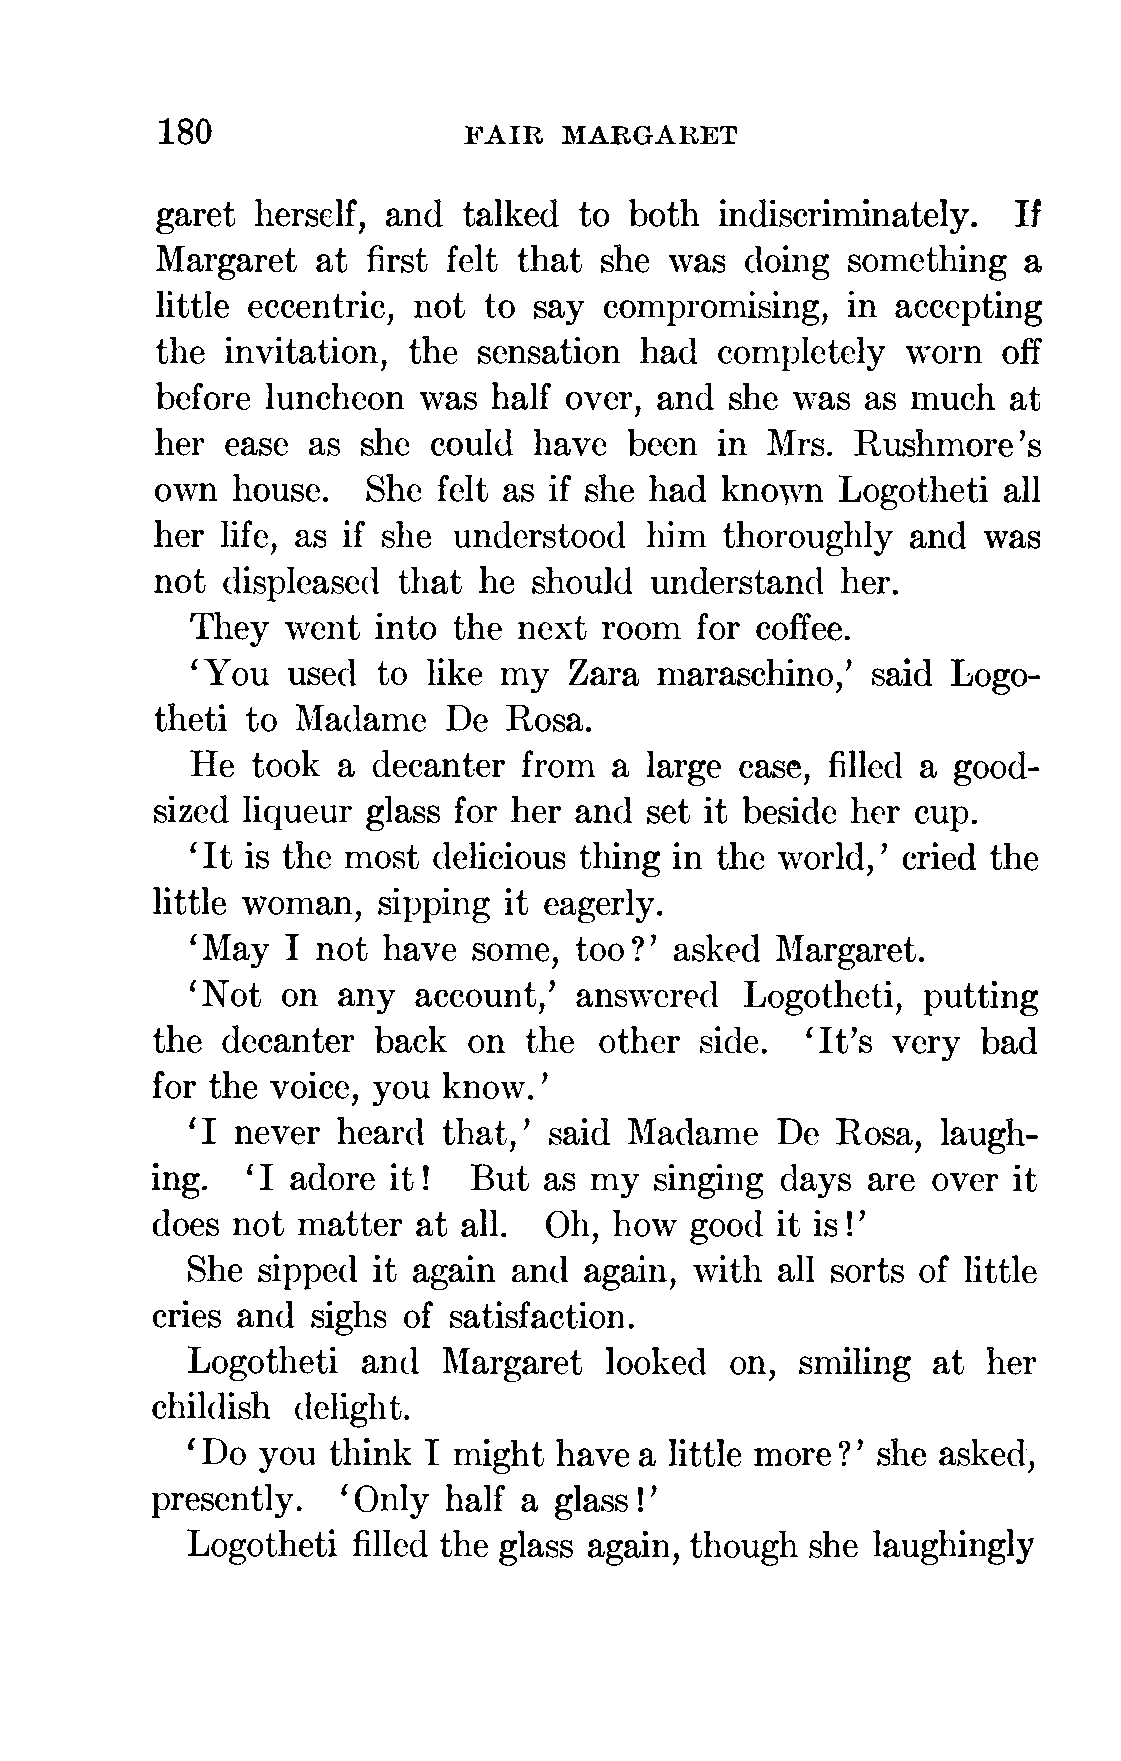 180 FAIR MARGARET
garet herself, and talked to both indiscriminately. If
Margaret at first felt that she was doing something a
little eccentric, not to say compromising, in accepting
the invitation, the sensation had completely worn off
before luncheon was half over, and she was as much at
her ease as she could have been in Mrs. Rushmore's
own house. She felt as if she had known Logotheti all
her life, as if she understood him thoroughly and was
not displeased that he should understand her.
They went into the next room for coffee.
'You used to like my Zara maraschino,' said Logo-
theti to Madame De Rosa.
He took a decanter from a large case, filled a good-
sized liqueur glass for her and set it beside her cup.
'It is the most delicious thing in the world,' cried the
little woman, sipping it eagerly.
'May I not have some, too?' asked Margaret.
'Not on any account,' answered Logotheti, putting
the decanter back on the other side. 'It's very bad
for the voice, you know.'
'I never heard that,' said Madame De Rosa, laugh-
ing. 'I adore it! But as my singing days are over it
does not matter at all. Oh, how good it is!'
She sipped it again and again, with all sorts of little
cries and sighs of satisfaction.
Logotheti and Margaret looked on, smiling at her
childish delight.
'Do you think I might have a little more?' she asked,
presently. 'Only half a glass!'
Logotheti filled the glass again, though she laughingly